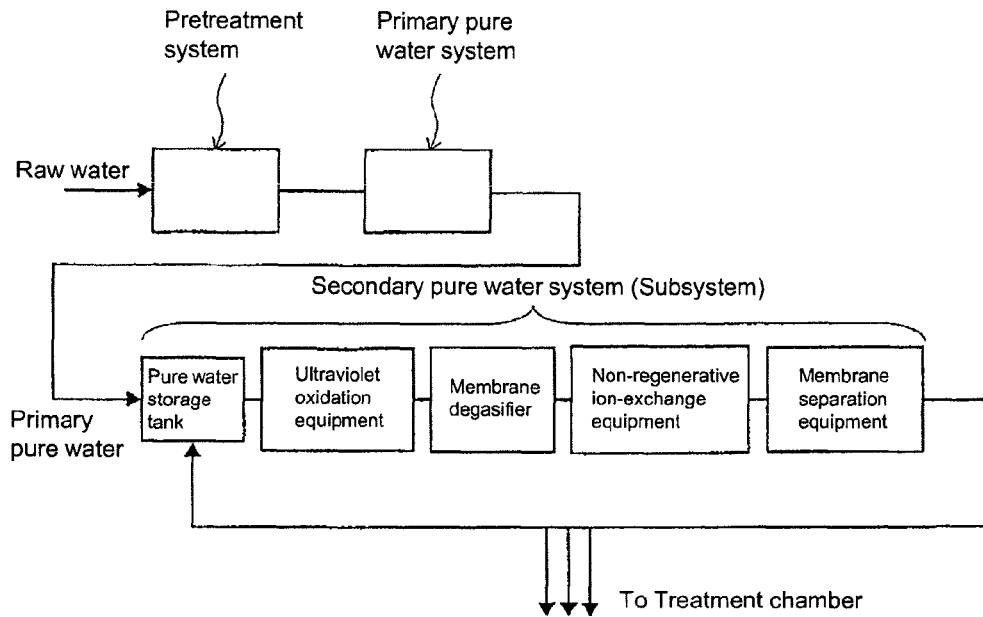 Pretreatment
system
Primary pure
water system
Raw water
Secondary pure water system (Subsystem)
Pure water
storage
tank
Ultraviolet
oxidation
equipment
Membrane
degasifier
Non-regenerative
ion-exchange
equipment
Membrane
separation
equipment
Primary
pure water
To Treatment chamber